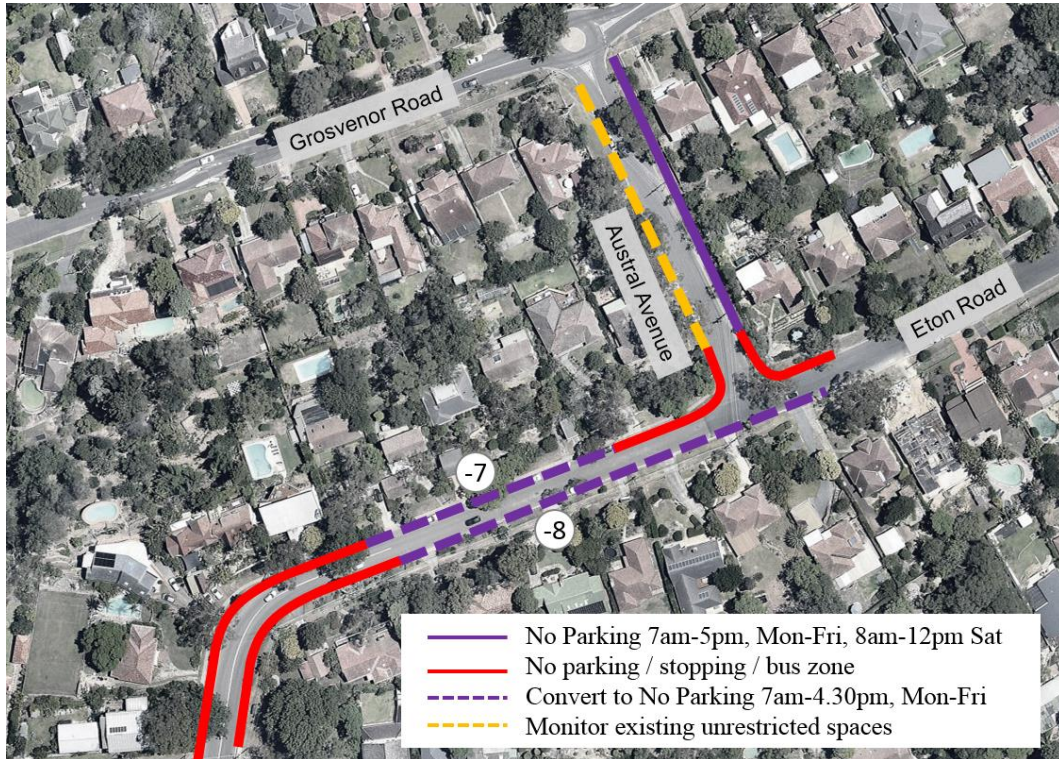 Grosvenor Road
Austral Avenue
Eton Road
-7
-8
No Parking 7am-5pm, Mon-Fri, 8am-12pm Sat
No parking / stopping / bus zone
Convert to No Parking 7am-4.30pm, Mon-Fri
Monitor existing unrestricted spaces